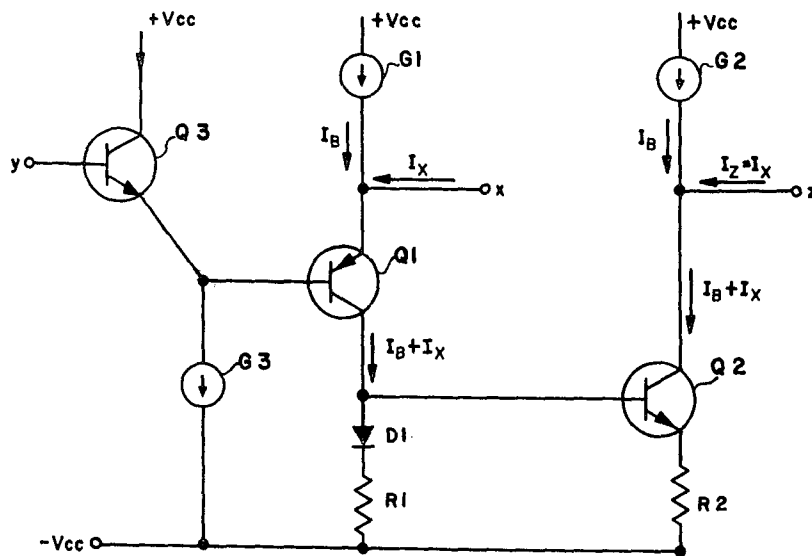 +Vcc
+Vcc
+Vcc
G1
G2
Q3
I_B
I_B
y
I_X
x
I_Z=I_X
z
Q1
I_B+I_X
G3
I_B+I_X
Q2
D1
R1
R2
-Vcc